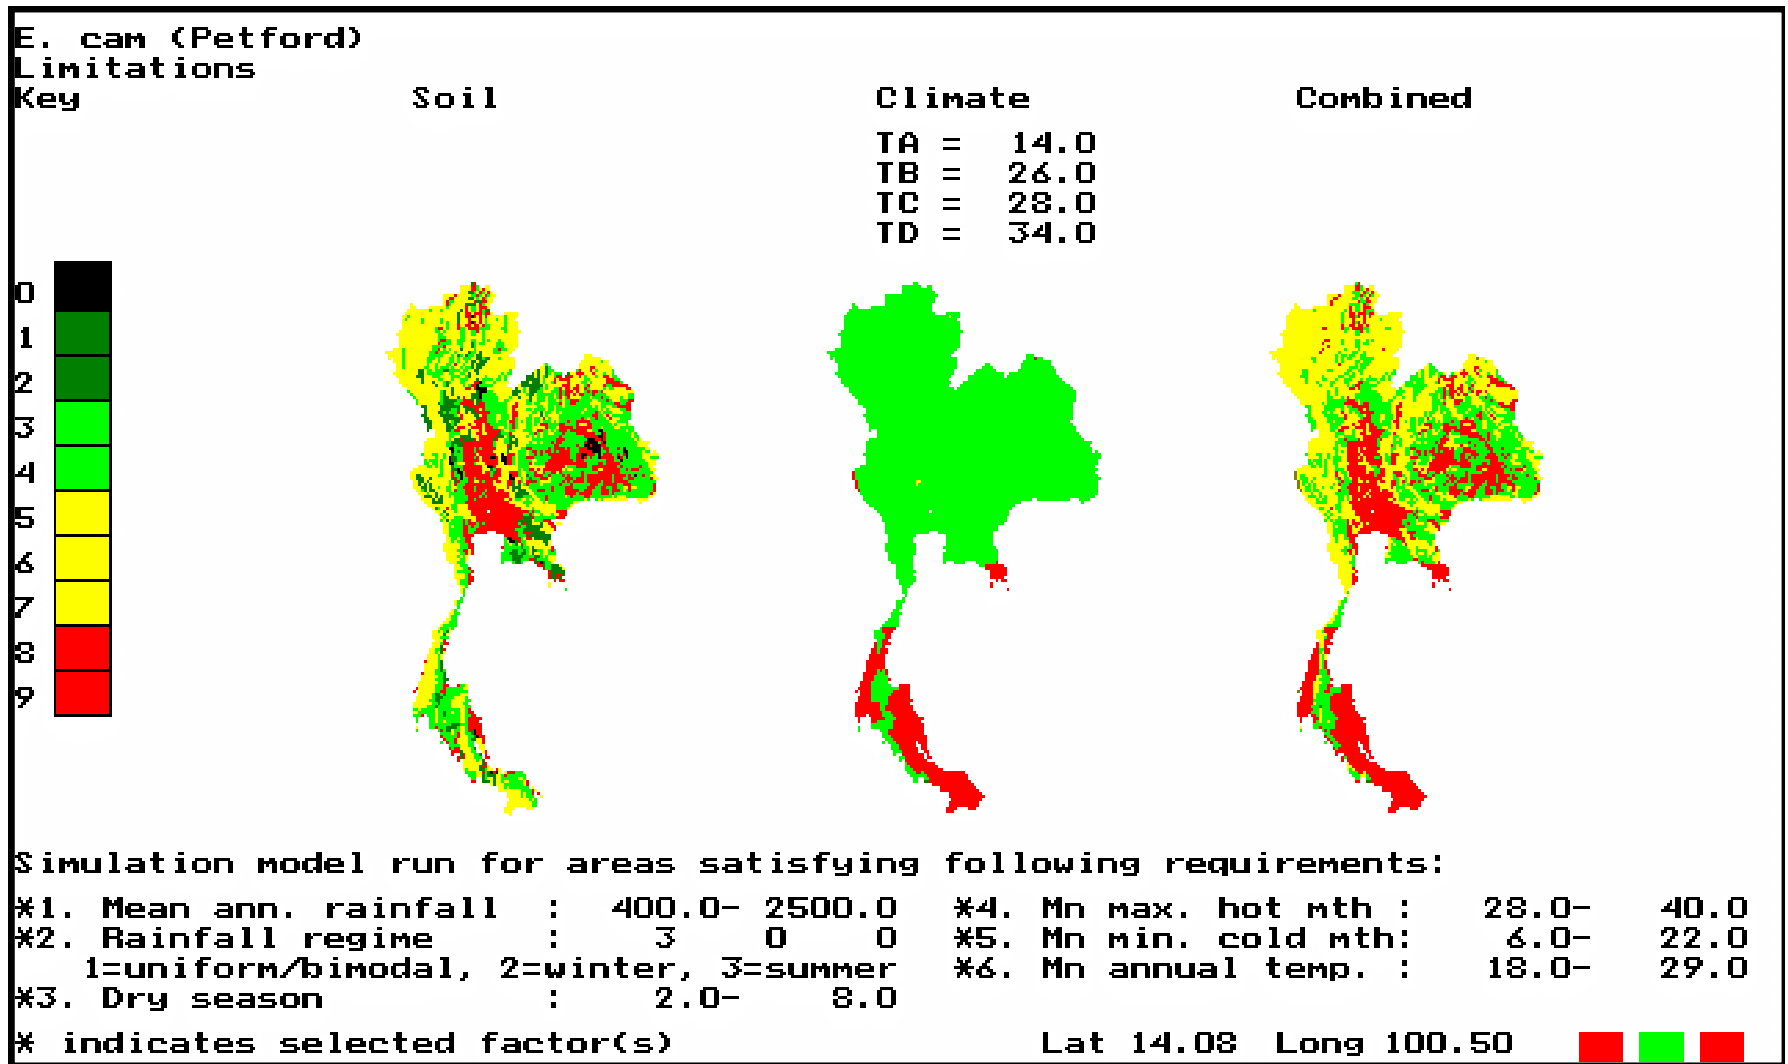 E. cam (Petford)
Limitations
Key Soil Climate Combined
TA = 14.0
TB = 26.0
TC = 28.0
TD = 34.0
0
1
2
3
4
5
6
7
8
9
Simulation model run for areas satisfying following requirements:
*1. Mean ann. rainfall : 400.0- 2500.0 *4. Mn max. hot mth : 28.0- 40.0
*2. Rainfall regime : 3 0 0 *5. Mn min. cold mth: 6.0- 22.0
1=uniform/bimodal, 2=winter, 3=summer *6. Mn annual temp. : 18.0- 29.0
*3. Dry season : 2.0- 8.0
* indicates selected factor(s) Lat 14.08 Long 100.50